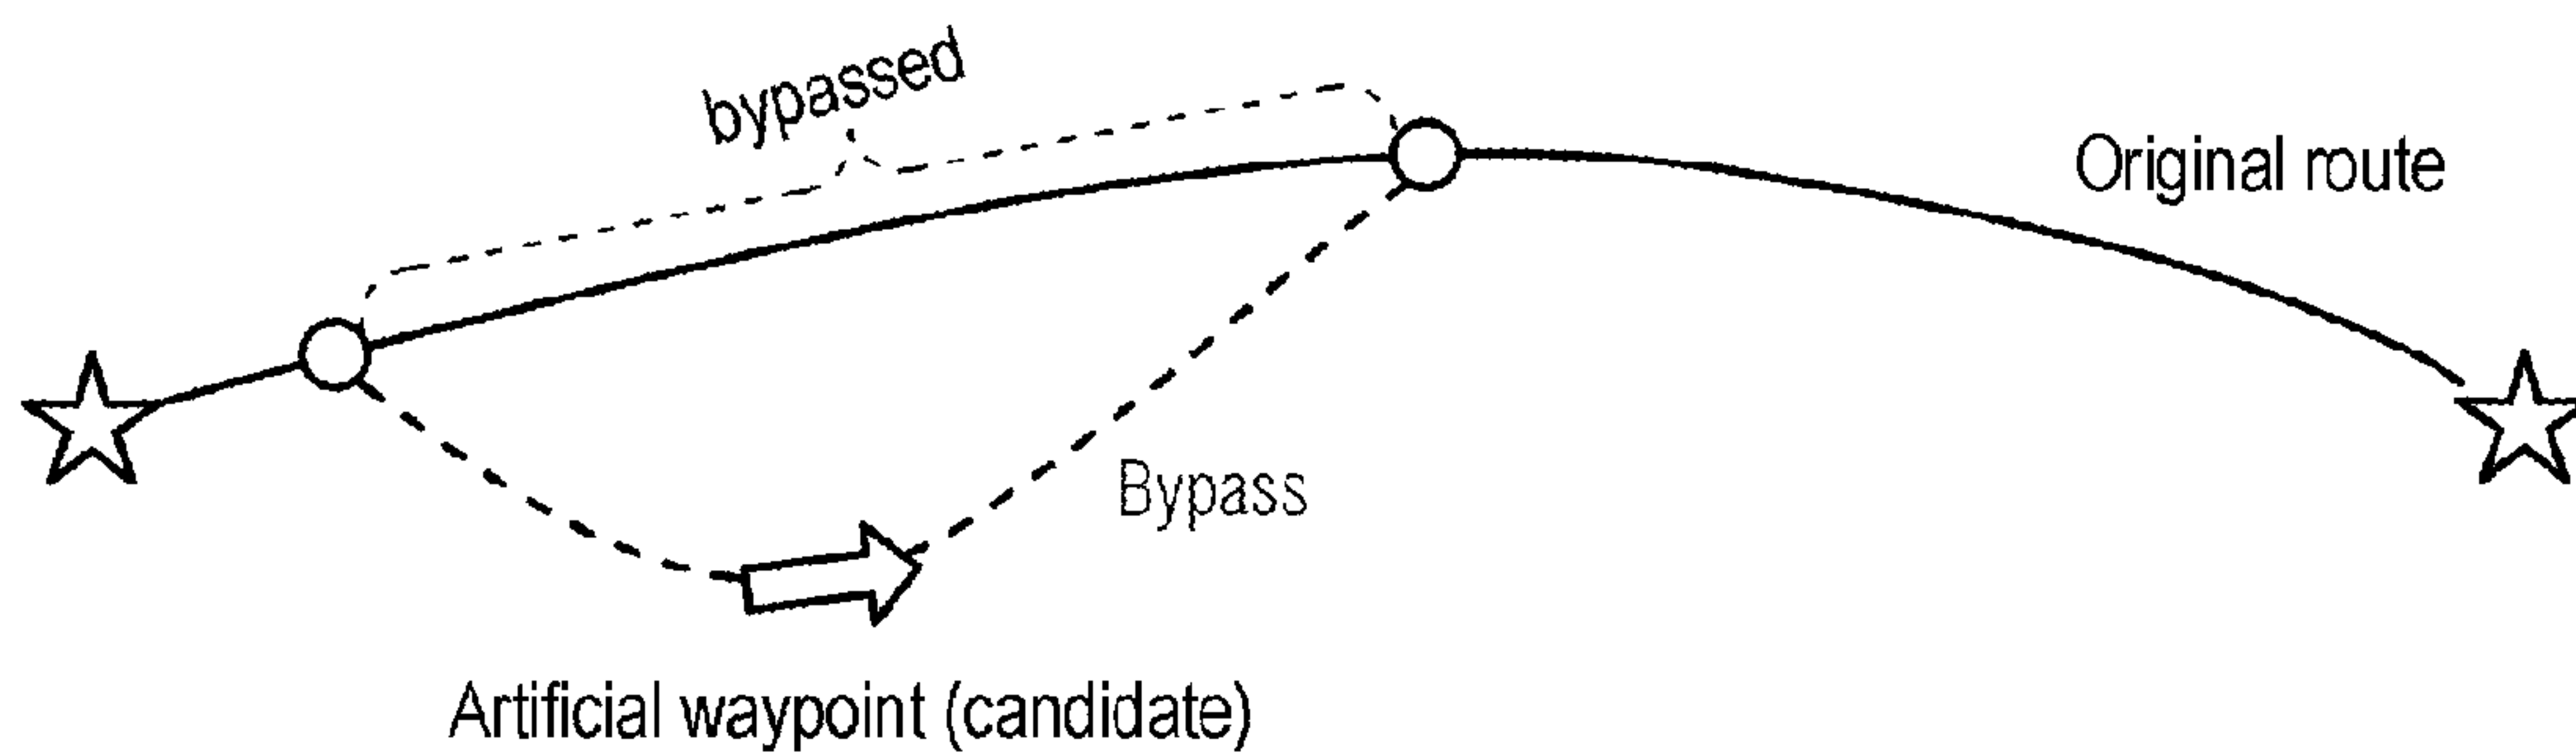 bypassed
Original route
Bypass
Artificial waypoint (candidate)